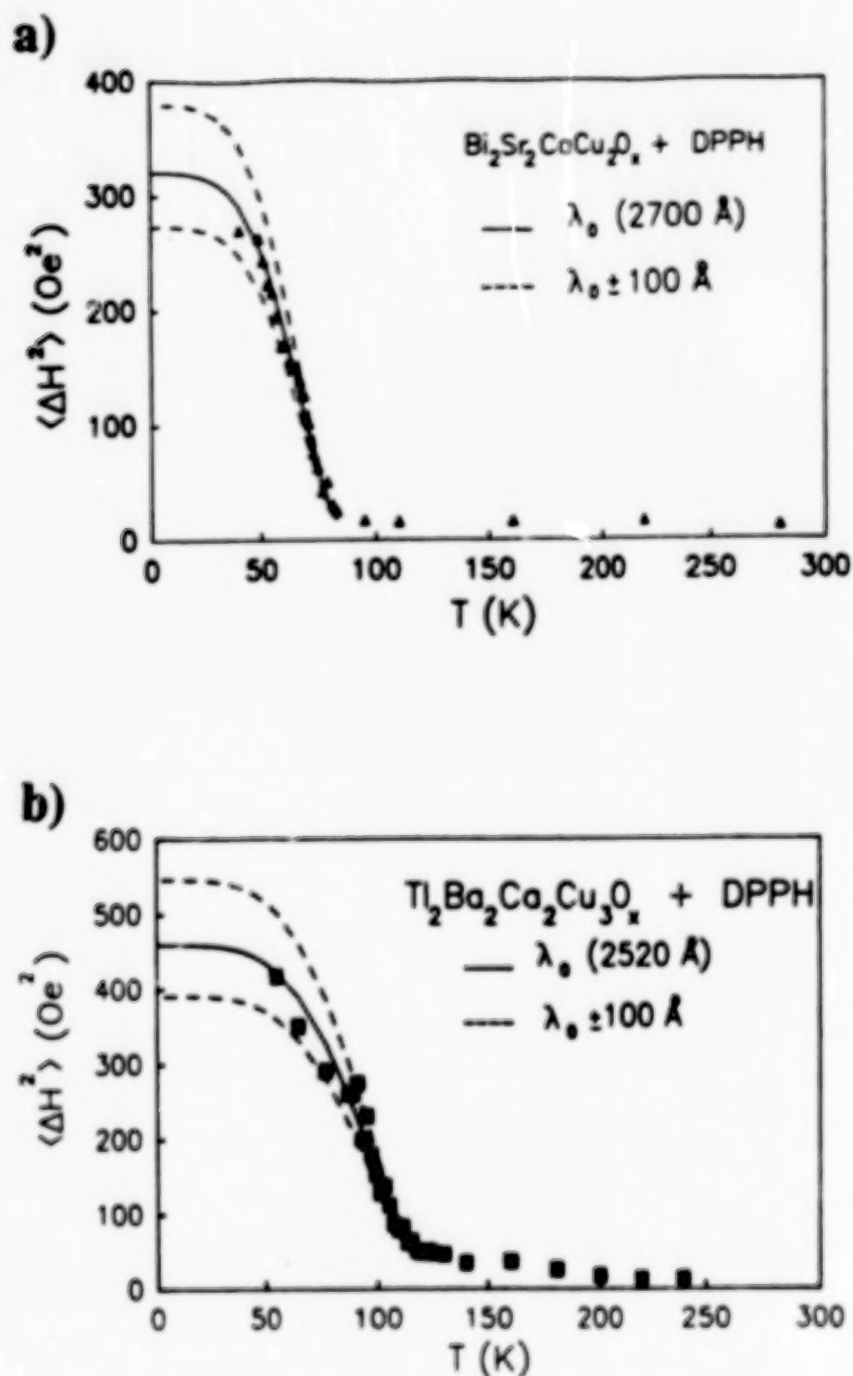 a)
400
300
200
100
0
⟨ΔH²⟩ (Oe²)
Bi₂Sr₂CaCu₂Oₓ + DPPH
λ₀ (2700 Å)
λ₀ ± 100 Å
0 50 100 150 200 250 300
T (K)
b)
600
500
400
300
200
100
0
⟨ΔH²⟩ (Oe²)
Tl₂Ba₂Ca₂Cu₃Oₓ + DPPH
λ₀ (2520 Å)
λ₀ ±100 Å
0 50 100 150 200 250 300
T (K)